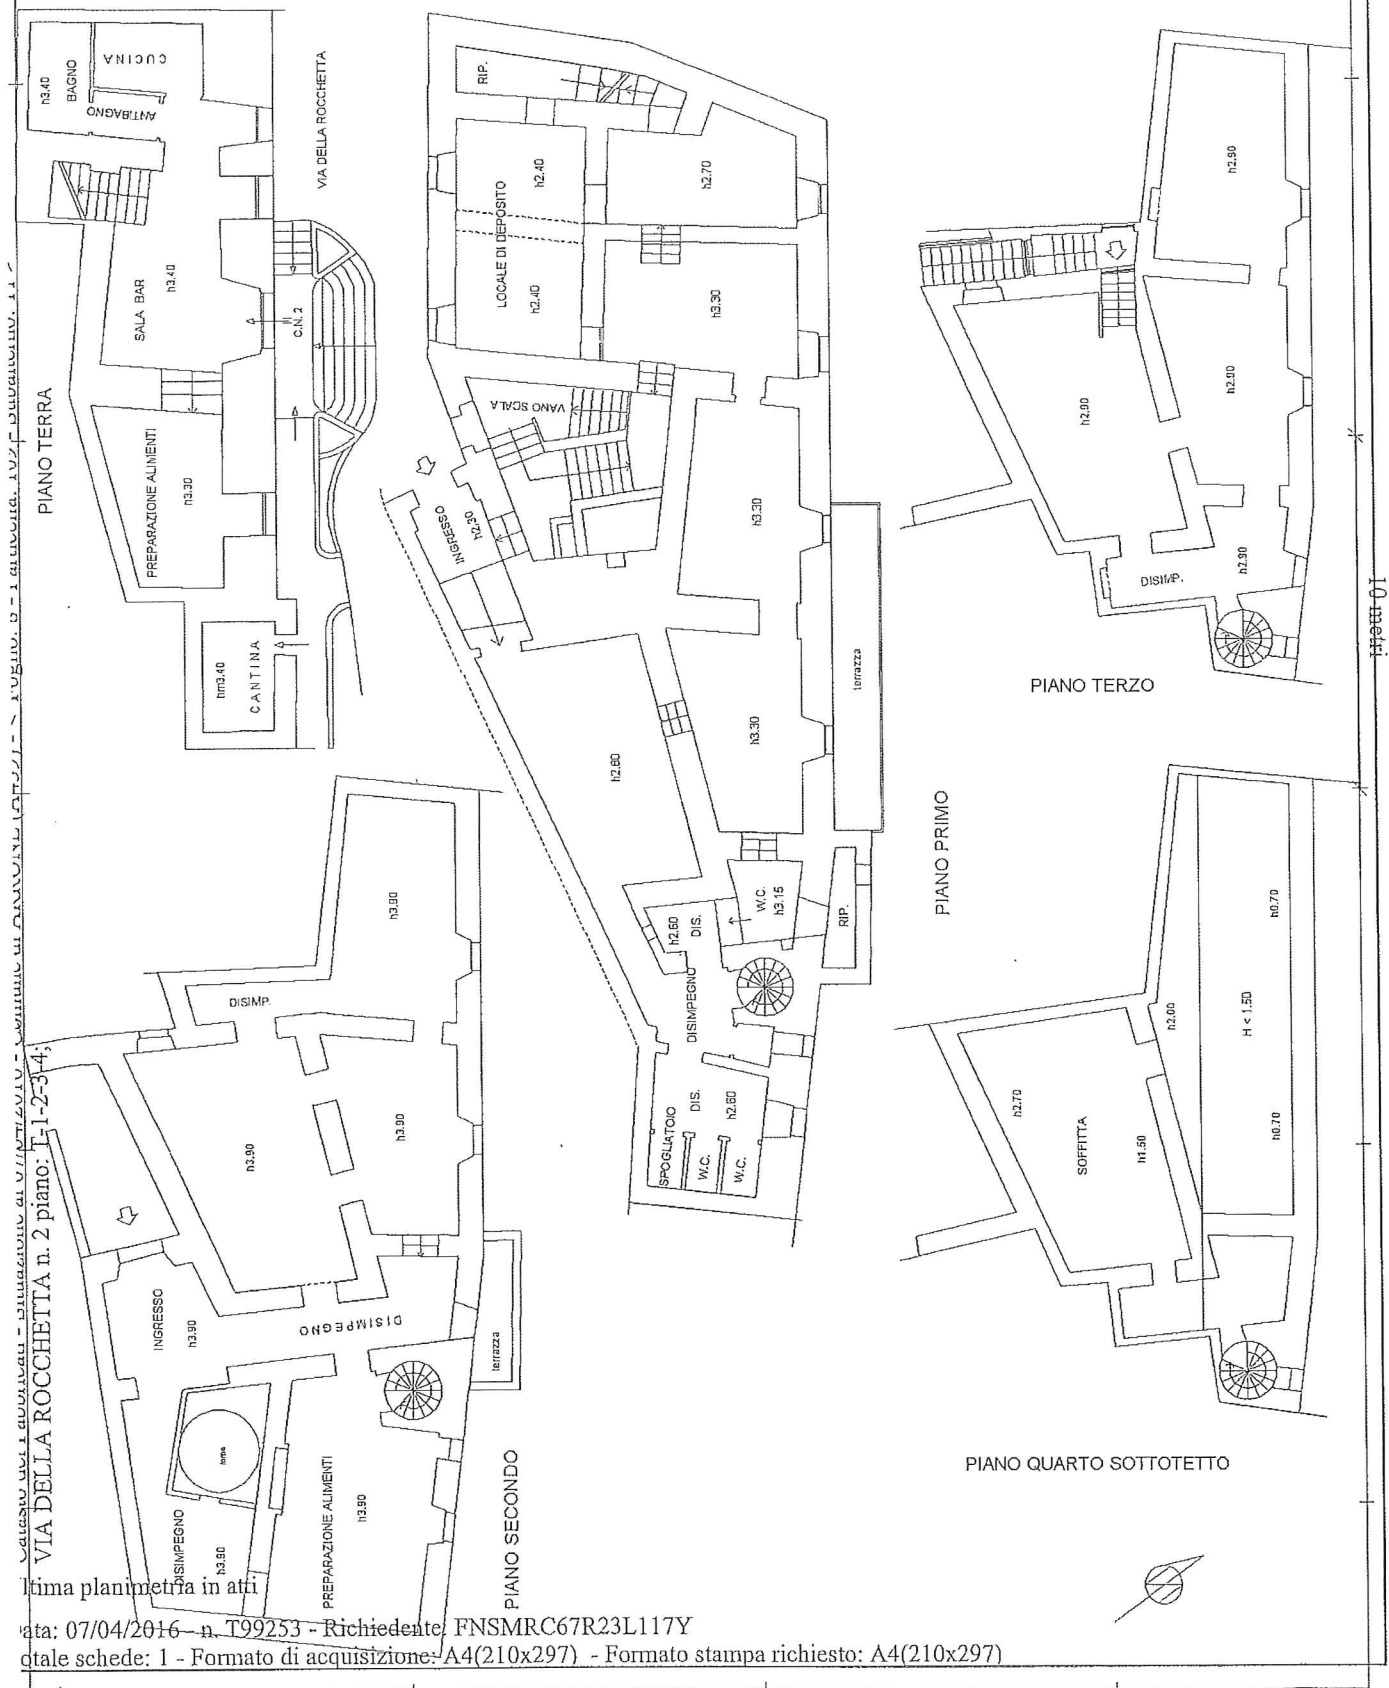 PIANO TERRA
h3.40
BAGNO
CUCINA
ANTIBAGNO
VIA DELLA ROCCHETTA
SALA BAR
h3.40
C.N. 2
PREPARAZIONE ALIMENTI
h3.30
hm3.40
CANTINA
PIANO PRIMO
RIP.
h2.40
LOCALE DI DEPOSITO
h2.40
h2.70
h3.30
VANO SCALA
INGRESSO
h2.30
h3.30
h3.30
terrazza
h2.60
W.C.
h3.15
RIP.
h2.60
DIS.
DISIMPEGNO
SPOGLIATOIO
DIS.
h2.60
W.C.
W.C.
PIANO TERZO
h2.90
h2.90
h2.90
DISIMP.
h2.90
10 metri
PIANO SECONDO
h3.90
DISIMP.
h3.90
h3.90
INGRESSO
h3.90
DISIMPEGNO
terrazza
forno
DISIMPEGNO
h3.90
PREPARAZIONE ALIMENTI
h3.90
PIANO QUARTO SOTTOTETTO
h2.70
SOFFITTA
h1.50
h2.00
H < 1.50
h0.70
h0.70
VIA DELLA ROCCHETTA n. 2 piano: T-1-2-3-4;
ltima planimetria in atti
ata: 07/04/2016 - n. T99253 - Richiedente: FNSMRC67R23L117Y
otale schede: 1 - Formato di acquisizione: A4(210x297) - Formato stampa richiesto: A4(210x297)